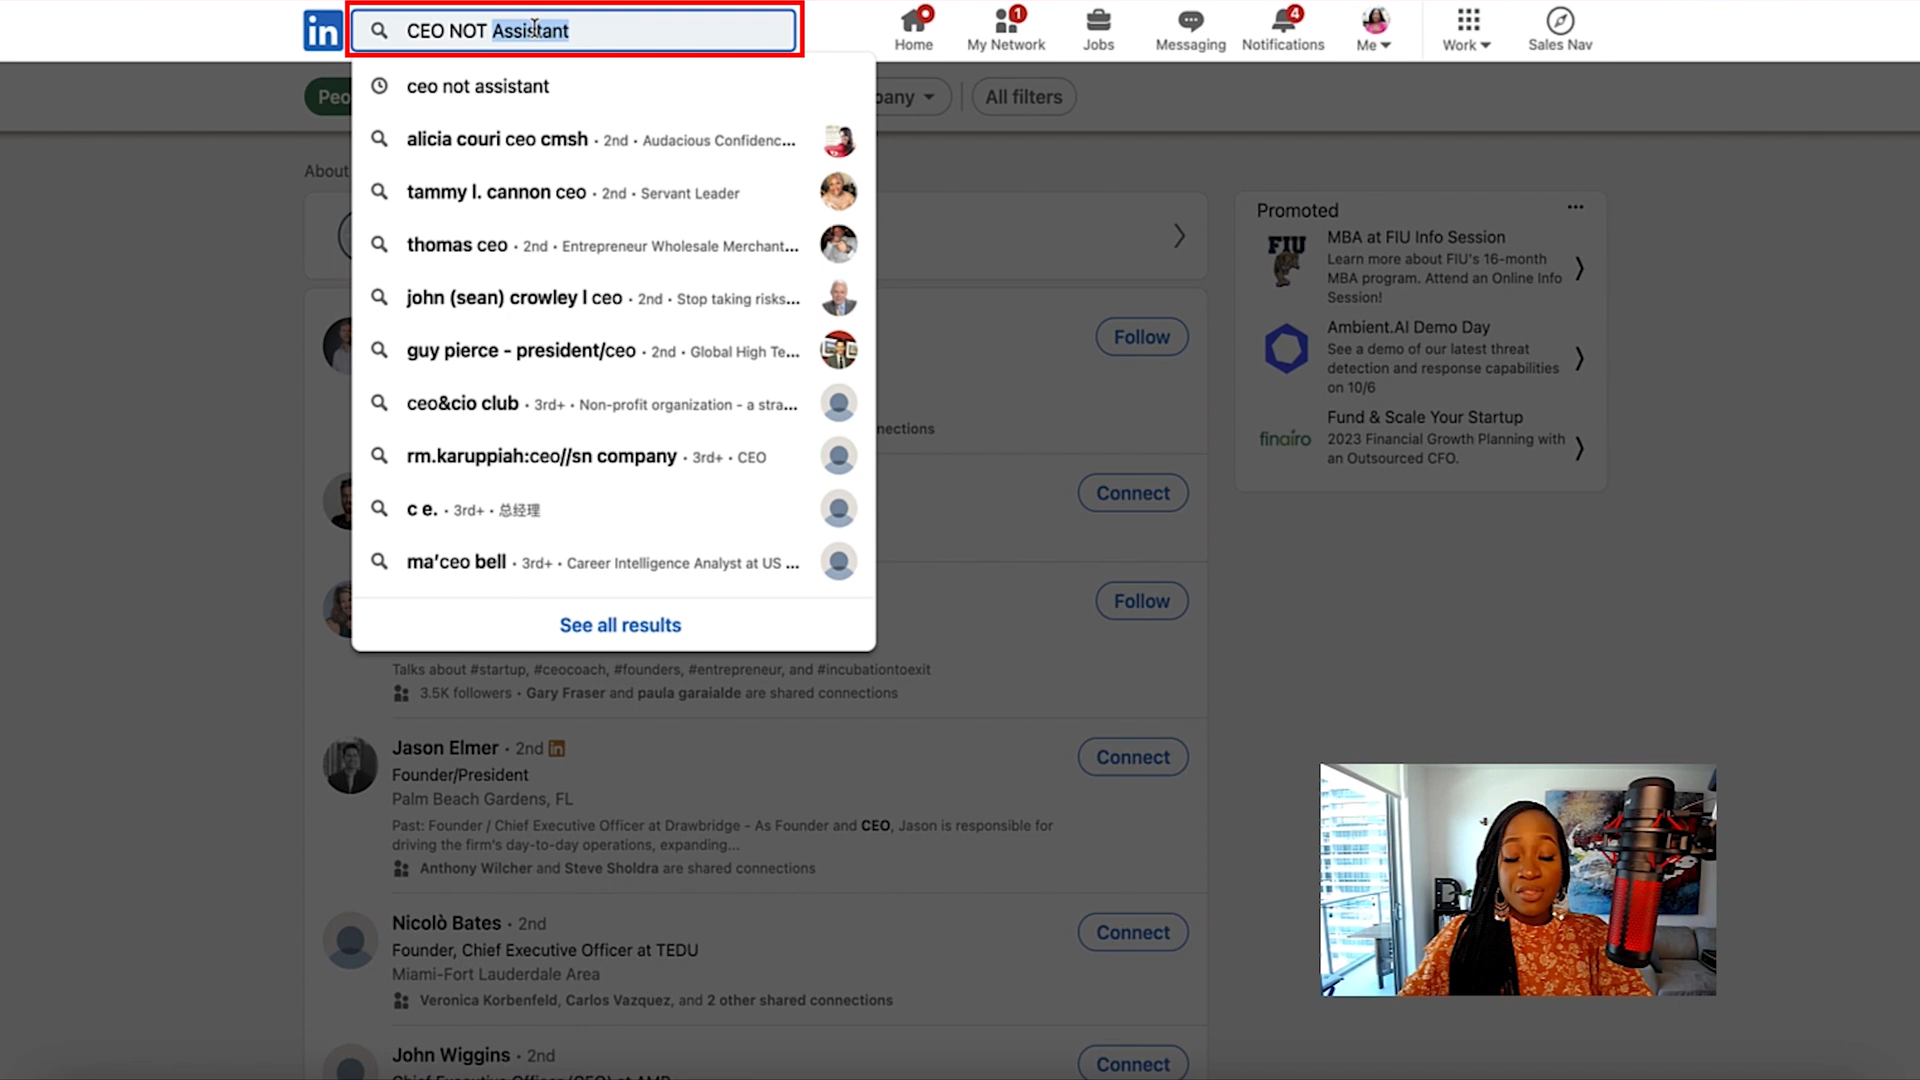 in
CEO NOT Assistant
Home
1
My Network
Jobs
Messaging
4
Notifications
Me
Work
Sales Nav
ceo not assistant
Peo
pany
All filters
alicia couri ceo cmsh • 2nd • Audacious Confidenc...
About
tammy l. cannon ceo • 2nd • Servant Leader
thomas ceo • 2nd • Entrepreneur Wholesale Merchant...
john (sean) crowley l ceo • 2nd • Stop taking risks...
guy pierce - president/ceo • 2nd • Global High Te...
ceo&cio club • 3rd+ • Non-profit organization - a stra...
rm.karuppiah:ceo//sn company • 3rd+ • CEO
c e. • 3rd+ • 总经理
ma'ceo bell • 3rd+ • Career Intelligence Analyst at US ...
See all results
Follow
nections
Connect
Follow
Talks about #startup, #ceocoach, #founders, #entrepreneur, and #incubationtoexit
3.5K followers • Gary Fraser and paula garaialde are shared connections
Jason Elmer • 2nd in
Founder/President
Palm Beach Gardens, FL
Past: Founder / Chief Executive Officer at Drawbridge - As Founder and CEO, Jason is responsible for
driving the firm's day-to-day operations, expanding...
Anthony Wilcher and Steve Sholdra are shared connections
Connect
Nicolò Bates • 2nd
Founder, Chief Executive Officer at TEDU
Miami-Fort Lauderdale Area
Veronica Korbenfeld, Carlos Vazquez, and 2 other shared connections
Connect
John Wiggins • 2nd
Chief Executive Officer (CEO) at AMP
Connect
Promoted
FIU
MBA at FIU Info Session
Learn more about FIU's 16-month
MBA program. Attend an Online Info
Session!
Ambient.AI Demo Day
See a demo of our latest threat
detection and response capabilities
on 10/6
finairo
Fund & Scale Your Startup
2023 Financial Growth Planning with
an Outsourced CFO.